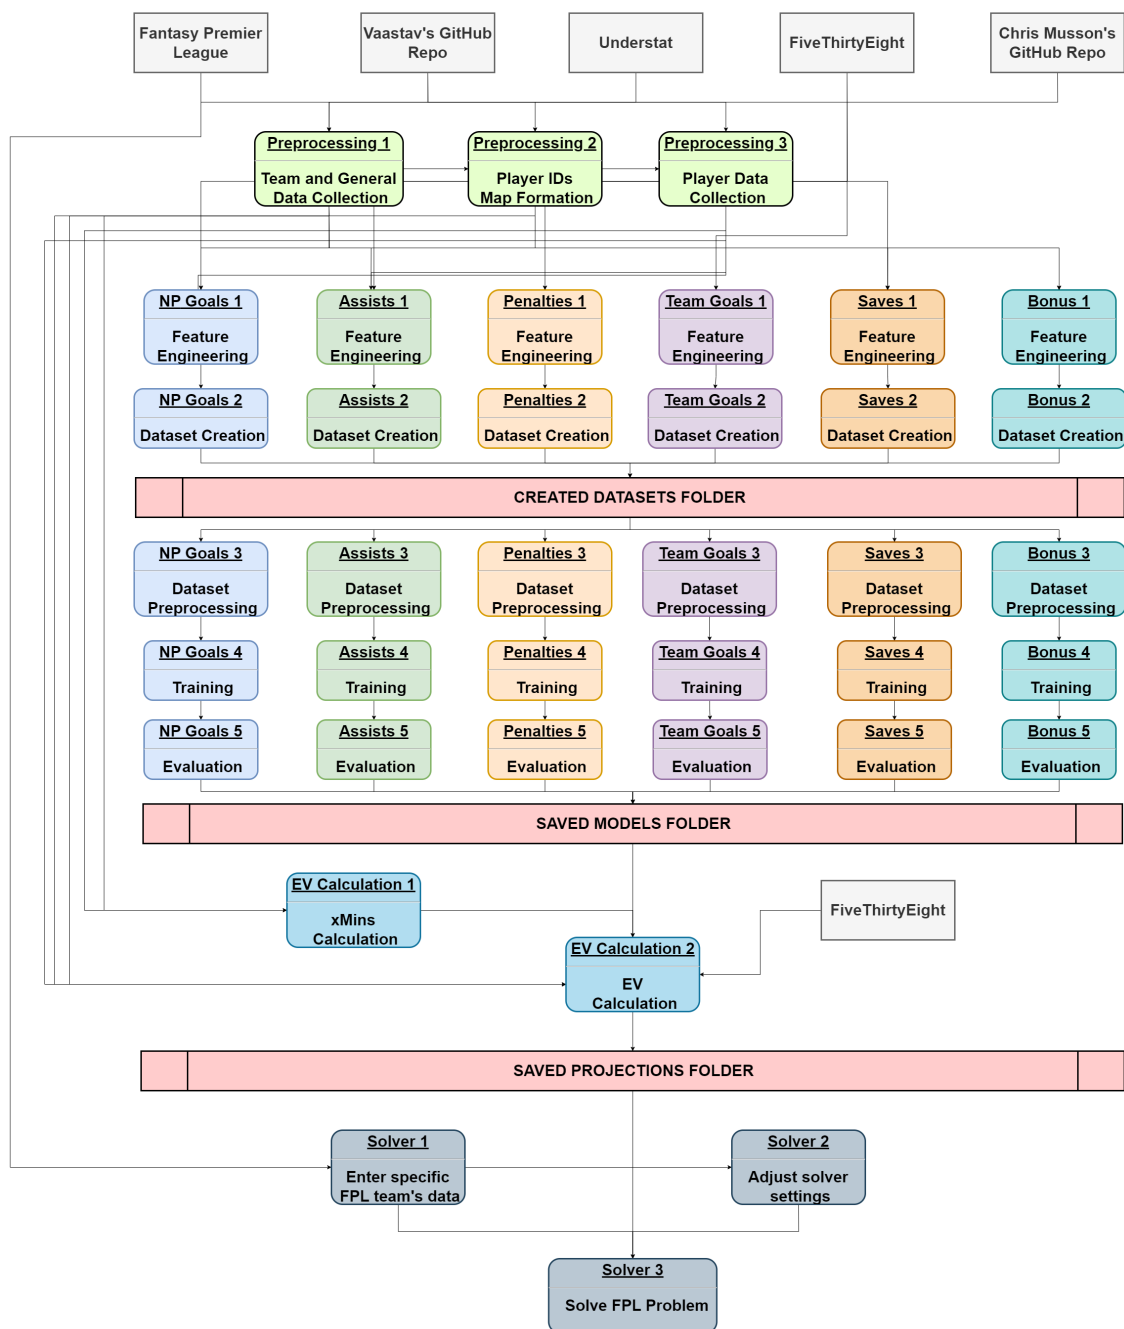 Fantasy Premier
League
Vaastav's GitHub
Repo
Understat
FiveThirtyEight
Chris Musson's
GitHub Repo
Preprocessing 1
Team and General
Data Collection
Preprocessing 2
Player IDs
Map Formation
Preprocessing 3
Player Data
Collection
NP Goals 1
Feature
Engineering
Assists 1
Feature
Engineering
Penalties 1
Feature
Engineering
Team Goals 1
Feature
Engineering
Saves 1
Feature
Engineering
Bonus 1
Feature
Engineering
NP Goals 2
Dataset Creation
Assists 2
Dataset Creation
Penalties 2
Dataset Creation
Team Goals 2
Dataset Creation
Saves 2
Dataset Creation
Bonus 2
Dataset Creation
CREATED DATASETS FOLDER
NP Goals 3
Dataset
Preprocessing
Assists 3
Dataset
Preprocessing
Penalties 3
Dataset
Preprocessing
Team Goals 3
Dataset
Preprocessing
Saves 3
Dataset
Preprocessing
Bonus 3
Dataset
Preprocessing
NP Goals 4
Training
Assists 4
Training
Penalties 4
Training
Team Goals 4
Training
Saves 4
Training
Bonus 4
Training
NP Goals 5
Evaluation
Assists 5
Evaluation
Penalties 5
Evaluation
Team Goals 5
Evaluation
Saves 5
Evaluation
Bonus 5
Evaluation
SAVED MODELS FOLDER
EV Calculation 1
xMins
Calculation
FiveThirtyEight
EV Calculation 2
EV
Calculation
SAVED PROJECTIONS FOLDER
Solver 1
Enter specific
FPL team's data
Solver 2
Adjust solver
settings
Solver 3
Solve FPL Problem